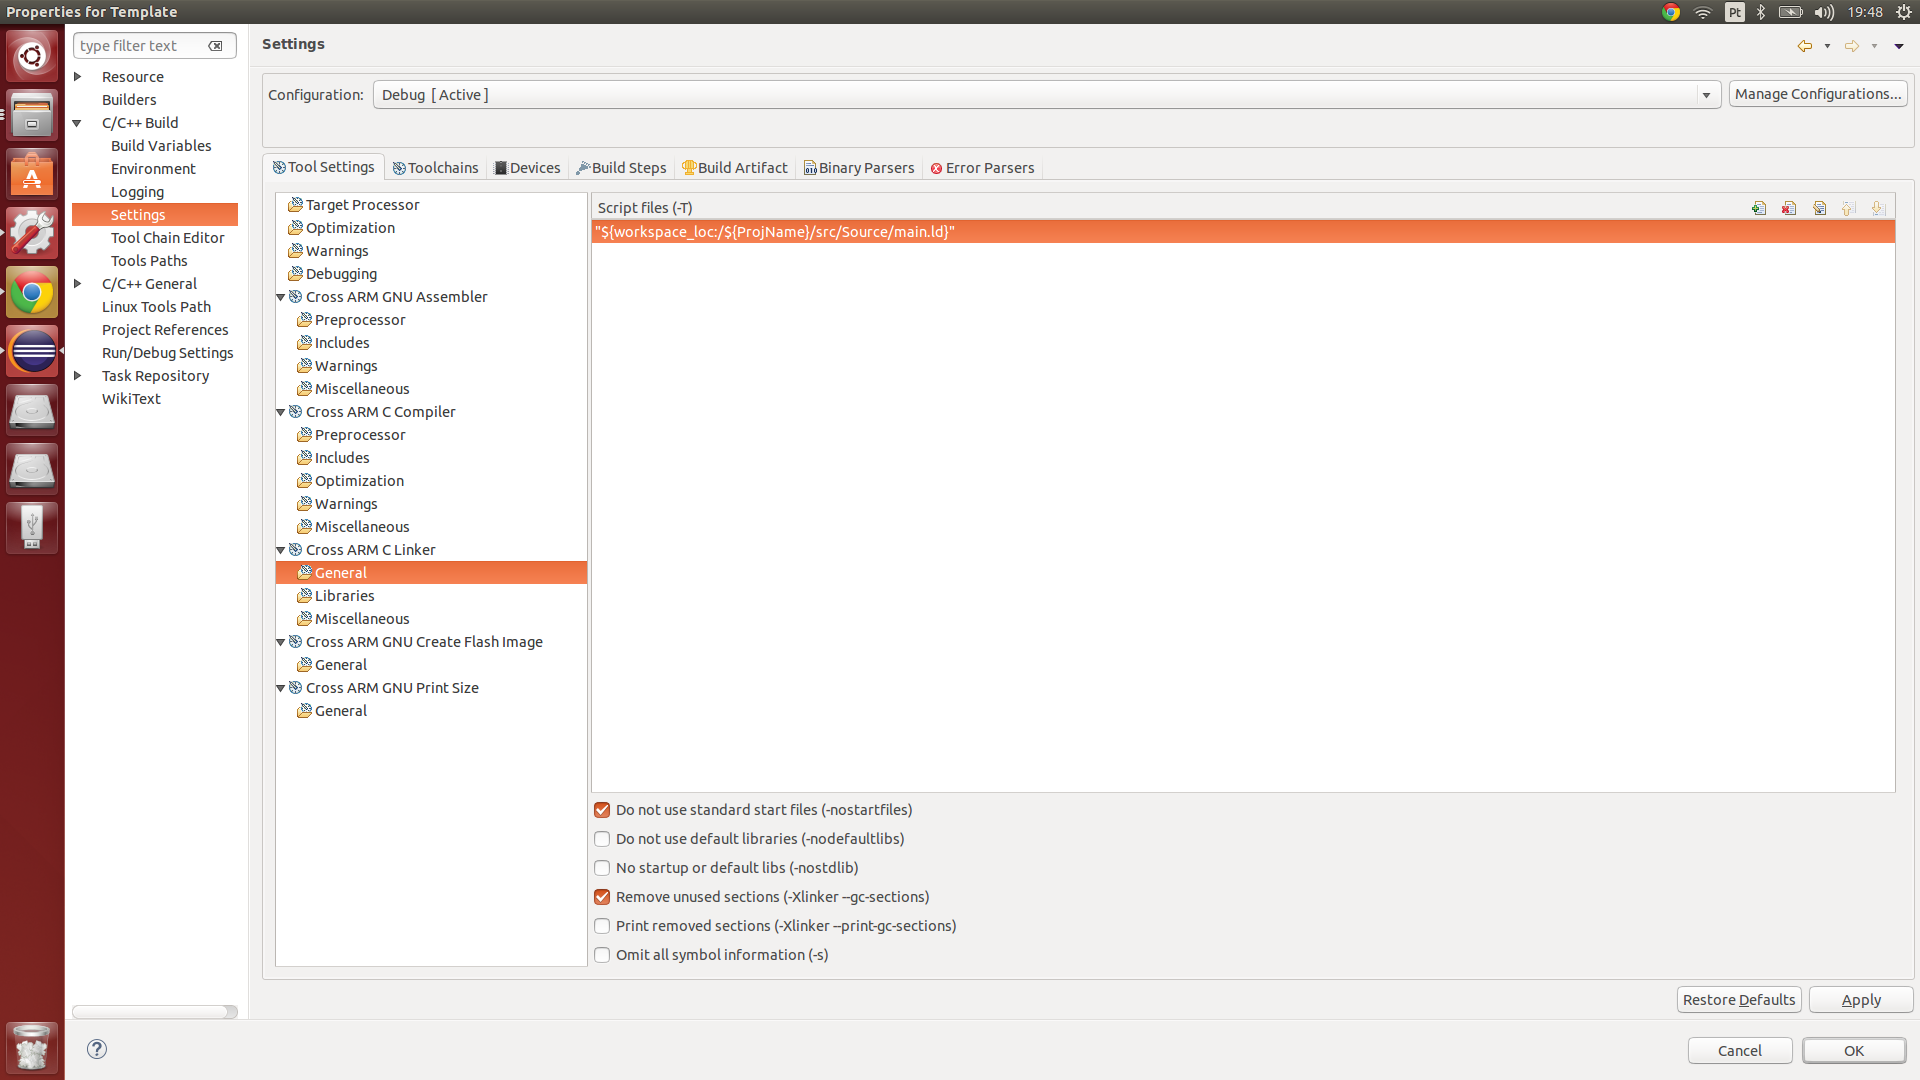 Properties for Template
Pt
19:48
type filter text
Resource
Builders
C/C++ Build
Build Variables
Environment
Logging
Settings
Tool Chain Editor
Tools Paths
C/C++ General
Linux Tools Path
Project References
Run/Debug Settings
Task Repository
WikiText
Settings
Configuration:
Debug [ Active ]
Manage Configurations...
Tool Settings
Toolchains
Devices
Build Steps
Build Artifact
Binary Parsers
Error Parsers
Target Processor
Optimization
Warnings
Debugging
Cross ARM GNU Assembler
Preprocessor
Includes
Warnings
Miscellaneous
Cross ARM C Compiler
Preprocessor
Includes
Optimization
Warnings
Miscellaneous
Cross ARM C Linker
General
Libraries
Miscellaneous
Cross ARM GNU Create Flash Image
General
Cross ARM GNU Print Size
General
Script files (-T)
"${workspace_loc:/${ProjName}/src/Source/main.ld}"
Do not use standard start files (-nostartfiles)
Do not use default libraries (-nodefaultlibs)
No startup or default libs (-nostdlib)
Remove unused sections (-Xlinker --gc-sections)
Print removed sections (-Xlinker --print-gc-sections)
Omit all symbol information (-s)
Restore Defaults
Apply
?
Cancel
OK